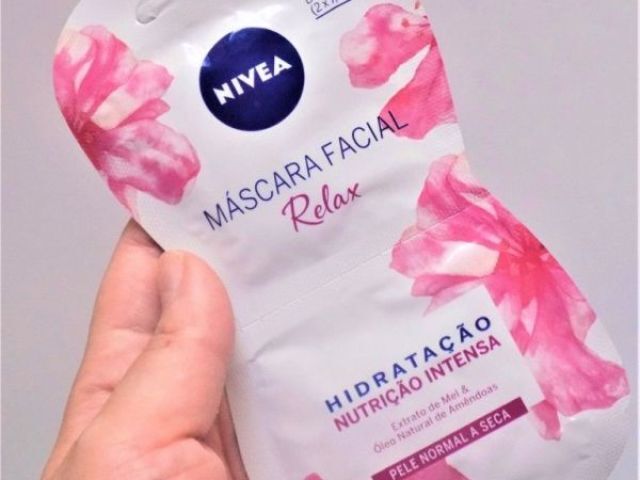 NIVEA
MÁSCARA FACIAL
Relax
HIDRATAÇÃO
NUTRIÇÃO INTENSA
Extrato de Mel &
Óleo Natural de Amêndoas
PELE NORMAL A SECA